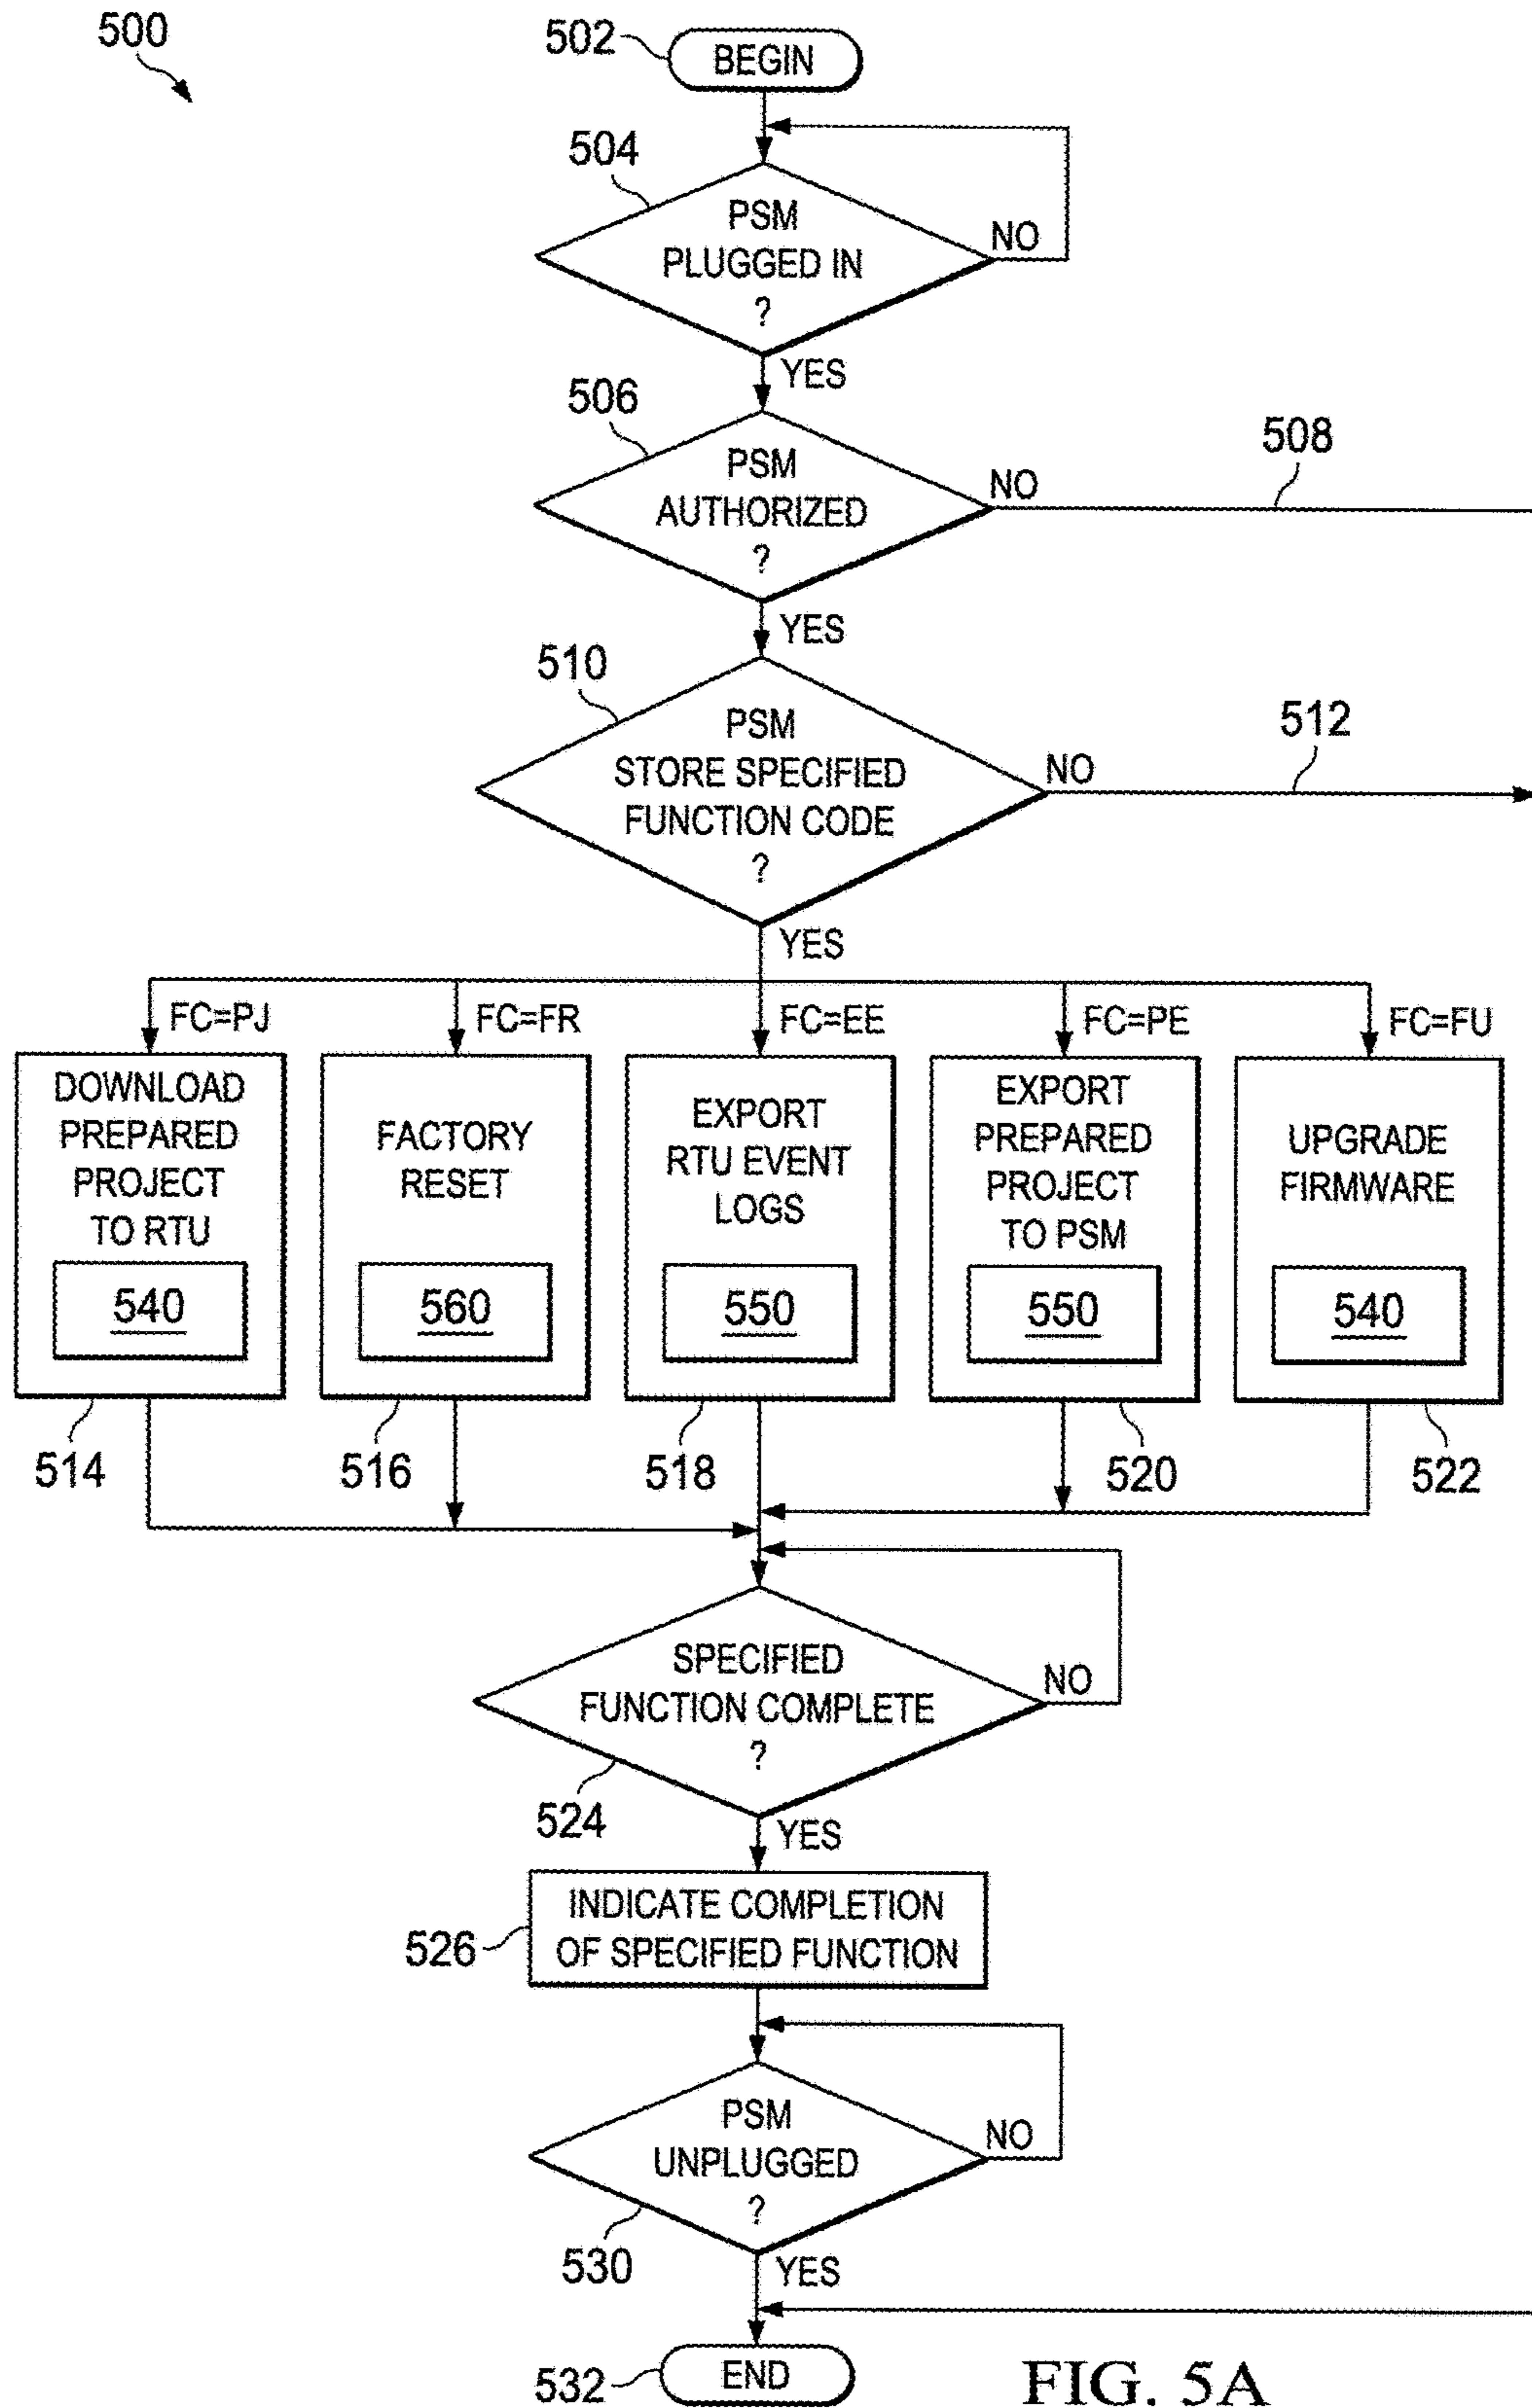 500
502
BEGIN
504
PSM
PLUGGED IN
?
NO
YES
506
PSM
AUTHORIZED
?
NO
508
YES
510
PSM
STORE SPECIFIED
FUNCTION CODE
?
NO
512
YES
FC=PJ
FC=FR
FC=EE
FC=PE
FC=FU
DOWNLOAD
PREPARED
PROJECT
TO RTU
540
FACTORY
RESET
560
EXPORT
RTU EVENT
LOGS
550
EXPORT
PREPARED
PROJECT
TO PSM
550
UPGRADE
FIRMWARE
540
514
516
518
520
522
SPECIFIED
FUNCTION COMPLETE
?
NO
524
YES
INDICATE COMPLETION
OF SPECIFIED FUNCTION
526
PSM
UNPLUGGED
?
NO
530
YES
532
END
FIG. 5A